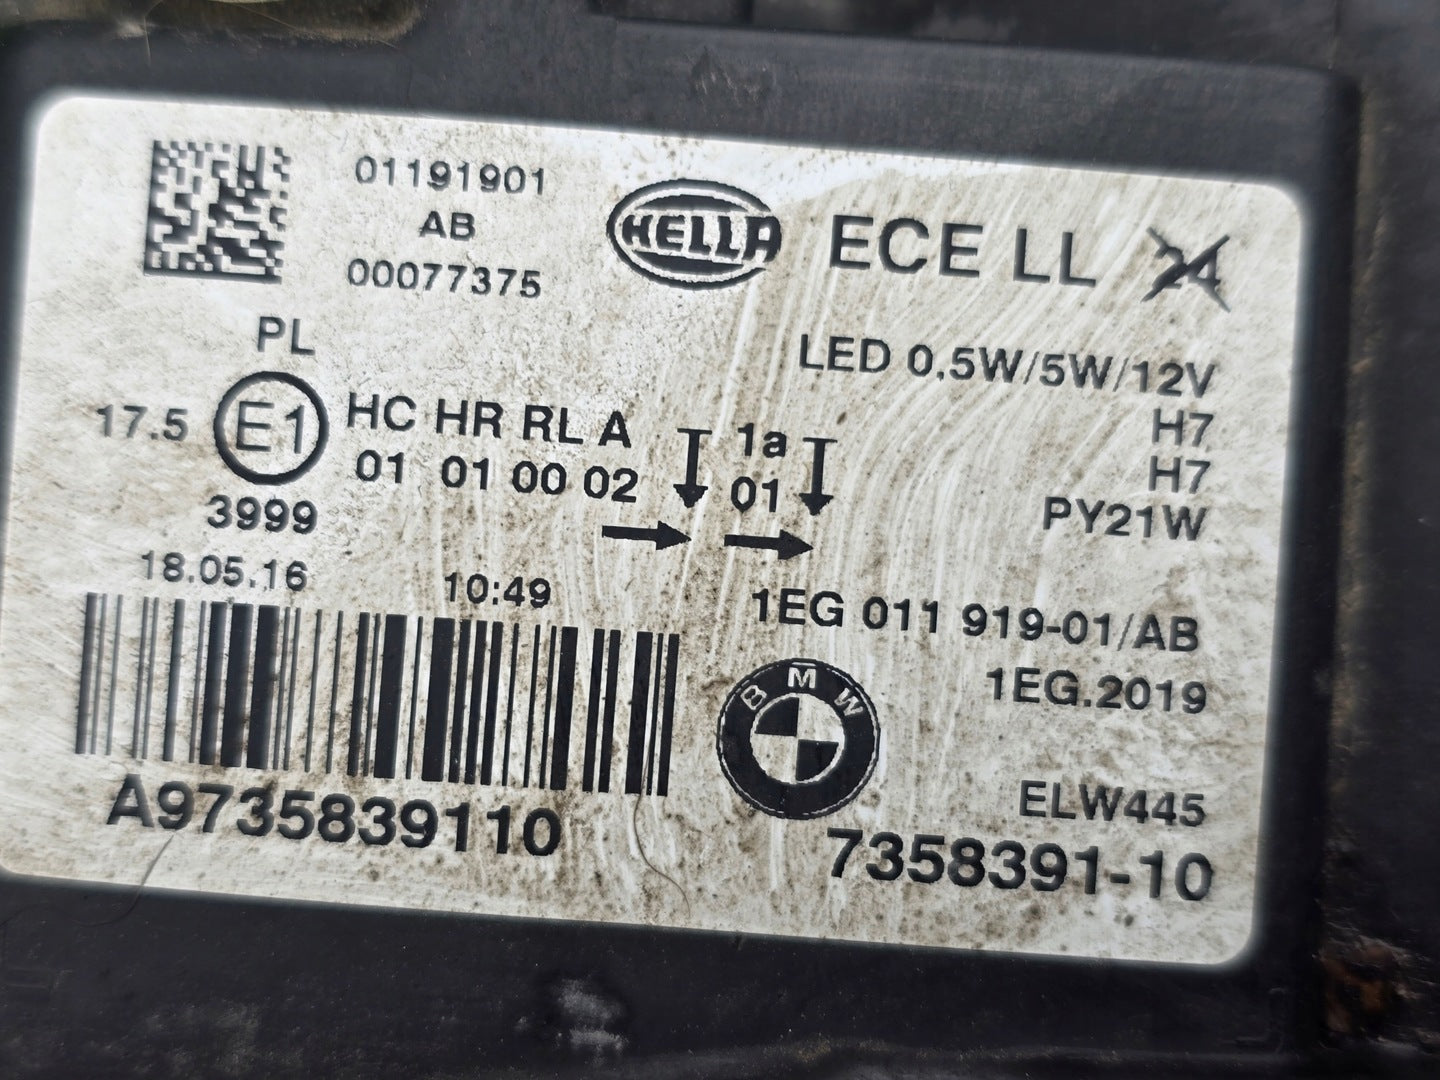 01191901
AB
00077375
HELLA
ECE LL 24
PL
LED 0,5W/5W/12V
17.5 E1 HC HR RL A 1a
01 01 0 00 02 01
H7
H7
3999
PY21W
18.05.16 10:49
1EG 011 919-01/AB
1EG.2019
BMW
ELW445
A9735839110
7358391-10